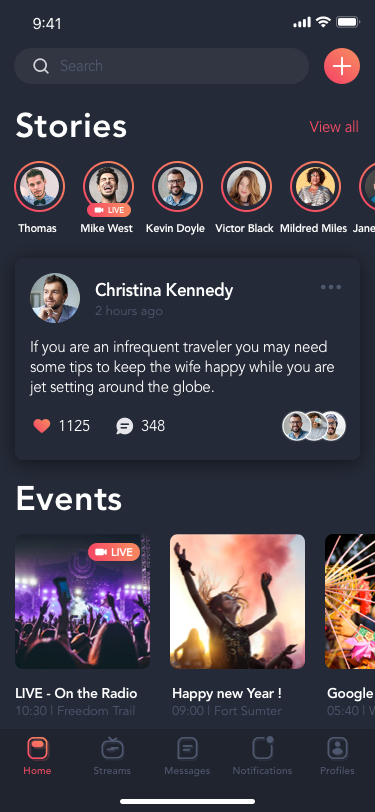 9:41
Search
Stories
View all
LIVE
Thomas
Mike West
Kevin Doyle
Victor Black
Mildred Miles
Jane
Christina Kennedy
2 hours ago
If you are an infrequent traveler you may need
some tips to keep the wife happy while you are
jet setting around the globe.
1125
348
Events
LIVE
LIVE - On the Radio
Happy new Year !
Google
10:30 | Freedom Trail
09:00 | Fort Sumter
05:40 | W
Home
Streams
Messages
Notifications
Profiles